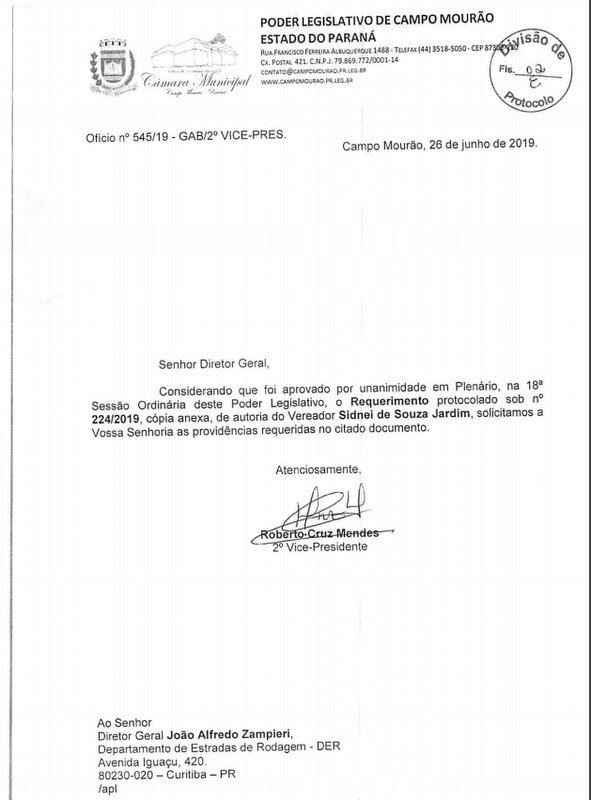 PODER LEGISLATIVO DE CAMPO MOURÃO
ESTADO DO PARANÁ
RUA FRANCISCO FERREIRA ALBUQUERQUE 1488 - TELEFAX (44) 3518-5050 - CEP
CX. POSTAL 421. C.N.P.J. 79.869.772/0001-14
CONTATO@CAMPOMOURAO.PR.LEG.BR
WWW.CAMPOMOURAO.PR.LEG.BR
Câmara Municipal
Campo Mourão Paraná
Divisão de
Fls. 02
Protocolo
Ofício nº 545/19 - GAB/2º VICE-PRES.
Campo Mourão, 26 de junho de 2019.
Senhor Diretor Geral,
Considerando que foi aprovado por unanimidade em Plenário, na 18ª
Sessão Ordinária deste Poder Legislativo, o Requerimento protocolado sob nº
224/2019, cópia anexa, de autoria do Vereador Sidnei de Souza Jardim, solicitamos a
Vossa Senhoria as providências requeridas no citado documento.
Atenciosamente,
Roberto Cruz Mendes
2º Vice-Presidente
Ao Senhor
Diretor Geral João Alfredo Zampieri,
Departamento de Estradas de Rodagem - DER
Avenida Iguaçu, 420.
80230-020 – Curitiba – PR
/apl